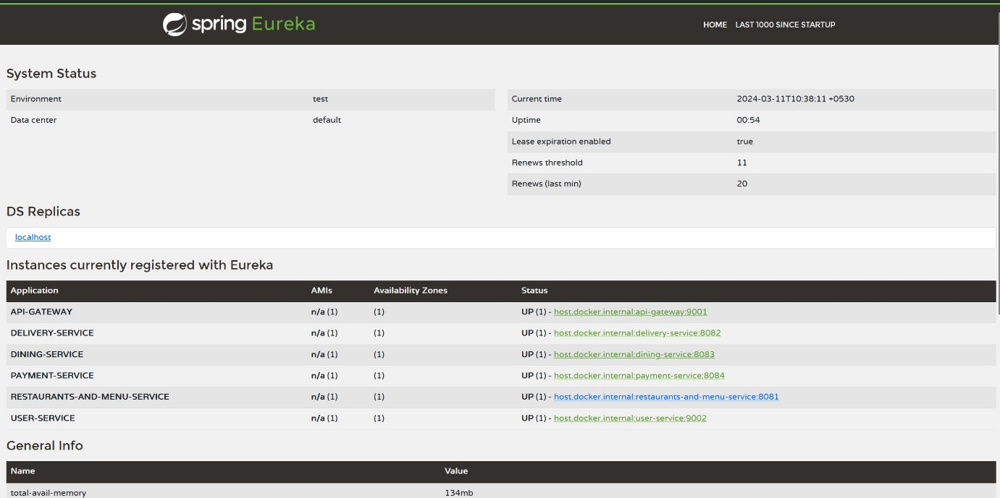 spring Eureka
HOME LAST 1000 SINCE STARTUP
System Status
Environment test
Data center default
Current time 2024-03-11T10:38:11 +0530
Uptime 00:54
Lease expiration enabled true
Renews threshold 11
Renews (last min) 20
DS Replicas
localhost
Instances currently registered with Eureka
Application AMIs Availability Zones Status
API-GATEWAY n/a (1) (1) UP (1) - host.docker.internal:api-gateway:9001
DELIVERY-SERVICE n/a (1) (1) UP (1) - host.docker.internal:delivery-service:8082
DINING-SERVICE n/a (1) (1) UP (1) - host.docker.internal:dining-service:8083
PAYMENT-SERVICE n/a (1) (1) UP (1) - host.docker.internal:payment-service:8084
RESTAURANTS-AND-MENU-SERVICE n/a (1) (1) UP (1) - host.docker.internal:restaurants-and-menu-service:8081
USER-SERVICE n/a (1) (1) UP (1) - host.docker.internal:user-service:9002
General Info
Name Value
total-avail-memory 134mb